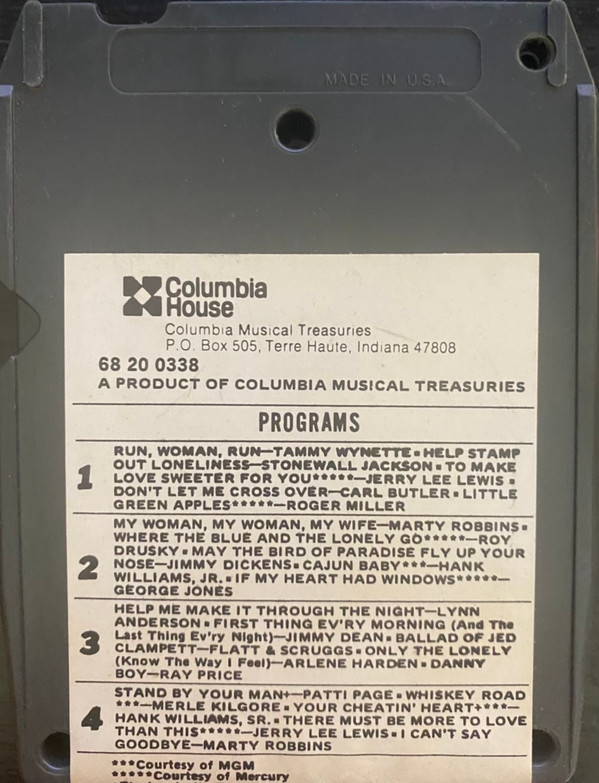 MADE IN U.S.A.
Columbia
House
Columbia Musical Treasuries
P.O. Box 505, Terre Haute, Indiana 47808
68 20 0338
A PRODUCT OF COLUMBIA MUSICAL TREASURIES
PROGRAMS
1
RUN, WOMAN, RUN—TAMMY WYNETTE ▪ HELP STAMP
OUT LONELINESS—STONEWALL JACKSON ▪ TO MAKE
LOVE SWEETER FOR YOU*****—JERRY LEE LEWIS ▪
DON'T LET ME CROSS OVER—CARL BUTLER ▪ LITTLE
GREEN APPLES*****—ROGER MILLER
2
MY WOMAN, MY WOMAN, MY WIFE—MARTY ROBBINS ▪
WHERE THE BLUE AND THE LONELY GO*****—ROY
DRUSKY ▪ MAY THE BIRD OF PARADISE FLY UP YOUR
NOSE—JIMMY DICKENS ▪ CAJUN BABY***—HANK
WILLIAMS, JR. ▪ IF MY HEART HAD WINDOWS*****—
GEORGE JONES
3
HELP ME MAKE IT THROUGH THE NIGHT—LYNN
ANDERSON ▪ FIRST THING EV'RY MORNING (And The
Last Thing Ev'ry Night)—JIMMY DEAN ▪ BALLAD OF JED
CLAMPETT—FLATT & SCRUGGS ▪ ONLY THE LONELY
(Know The Way I Feel)—ARLENE HARDEN ▪ DANNY
BOY—RAY PRICE
4
STAND BY YOUR MAN+—PATTI PAGE ▪ WHISKEY ROAD
***—MERLE KILGORE ▪ YOUR CHEATIN' HEART+***—
HANK WILLIAMS, SR. ▪ THERE MUST BE MORE TO LOVE
THAN THIS*****—JERRY LEE LEWIS ▪ I CAN'T SAY
GOODBYE—MARTY ROBBINS
***Courtesy of MGM
*****Courtesy of Mercury